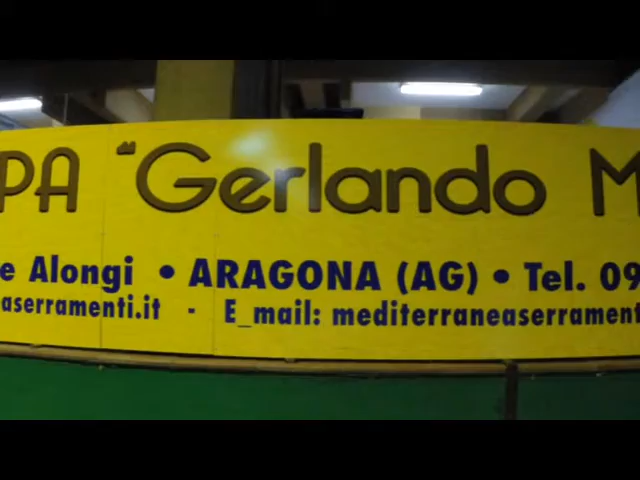 PA "Gerlando M
e Alongi • ARAGONA (AG) • Tel. 09
aserramenti.it - E_mail: mediterraneaserrament